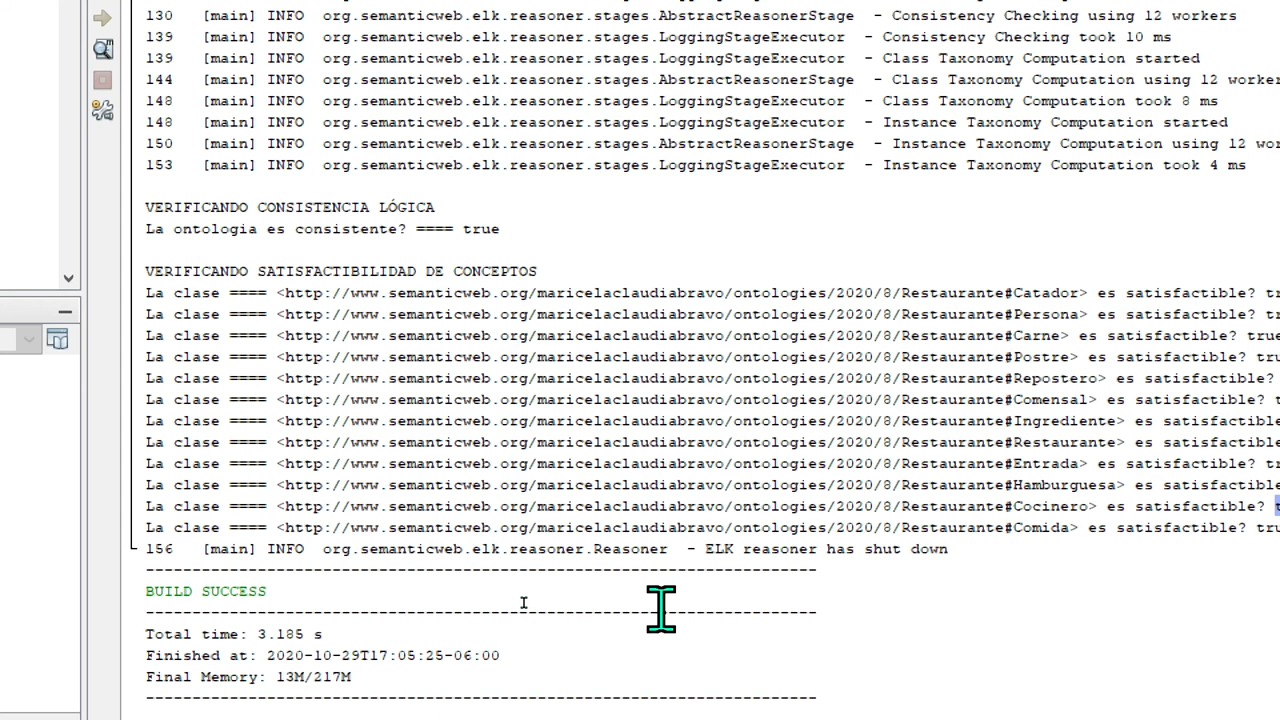 130 [main] INFO org.semanticweb.elk.reasoner.stages.AbstractReasonerStage - Consistency Checking using 12 workers
139 [main] INFO org.semanticweb.elk.reasoner.stages.LoggingStageExecutor - Consistency Checking took 10 ms
139 [main] INFO org.semanticweb.elk.reasoner.stages.LoggingStageExecutor - Class Taxonomy Computation started
144 [main] INFO org.semanticweb.elk.reasoner.stages.AbstractReasonerStage - Class Taxonomy Computation using 12
148 [main] INFO org.semanticweb.elk.reasoner.stages.LoggingStageExecutor - Class Taxonomy Computation took 8 ms
148 [main] INFO org.semanticweb.elk.reasoner.stages.LoggingStageExecutor - Instance Taxonomy Computation started
150 [main] INFO org.semanticweb.elk.reasoner.stages.AbstractReasonerStage - Instance Taxonomy Computation using 12
153 [main] INFO org.semanticweb.elk.reasoner.stages.LoggingStageExecutor - Instance Taxonomy Computation took 4 ms
VERIFICANDO CONSISTENCIA LÓGICA
La ontologia es consistente? ==== true
VERIFICANDO SATISFACTIBILIDAD DE CONCEPTOS
La clase ==== <http://www.semanticweb.org/maricelaclaudiabravo/ontologies/2020/8/Restaurante#Catador> es satisfactible?
La clase ==== <http://www.semanticweb.org/maricelaclaudiabravo/ontologies/2020/8/Restaurante#Persona> es satisfactible?
La clase ==== <http://www.semanticweb.org/maricelaclaudiabravo/ontologies/2020/8/Restaurante#Carne> es satisfactible? true
La clase ==== <http://www.semanticweb.org/maricelaclaudiabravo/ontologies/2020/8/Restaurante#Postre> es satisfactible?
La clase ==== <http://www.semanticweb.org/maricelaclaudiabravo/ontologies/2020/8/Restaurante#Repostero> es satisfactible?
La clase ==== <http://www.semanticweb.org/maricelaclaudiabravo/ontologies/2020/8/Restaurante#Comensal> es satisfactible?
La clase ==== <http://www.semanticweb.org/maricelaclaudiabravo/ontologies/2020/8/Restaurante#Ingrediente> es
La clase ==== <http://www.semanticweb.org/maricelaclaudiabravo/ontologies/2020/8/Restaurante#Restaurante> es
La clase ==== <http://www.semanticweb.org/maricelaclaudiabravo/ontologies/2020/8/Restaurante#Entrada> es satisfactible?
La clase ==== <http://www.semanticweb.org/maricelaclaudiabravo/ontologies/2020/8/Restaurante#Hamburguesa> es
La clase ==== <http://www.semanticweb.org/maricelaclaudiabravo/ontologies/2020/8/Restaurante#Cocinero> es satisfactible?
La clase ==== <http://www.semanticweb.org/maricelaclaudiabravo/ontologies/2020/8/Restaurante#Comida> es satisfactible?
156 [main] INFO org.semanticweb.elk.reasoner.Reasoner - ELK reasoner has shut down
------------------------------------------------------------------------
BUILD SUCCESS
------------------------------------------------------------------------
Total time: 3.185 s
Finished at: 2020-10-29T17:05:25-06:00
Final Memory: 13M/217M
------------------------------------------------------------------------